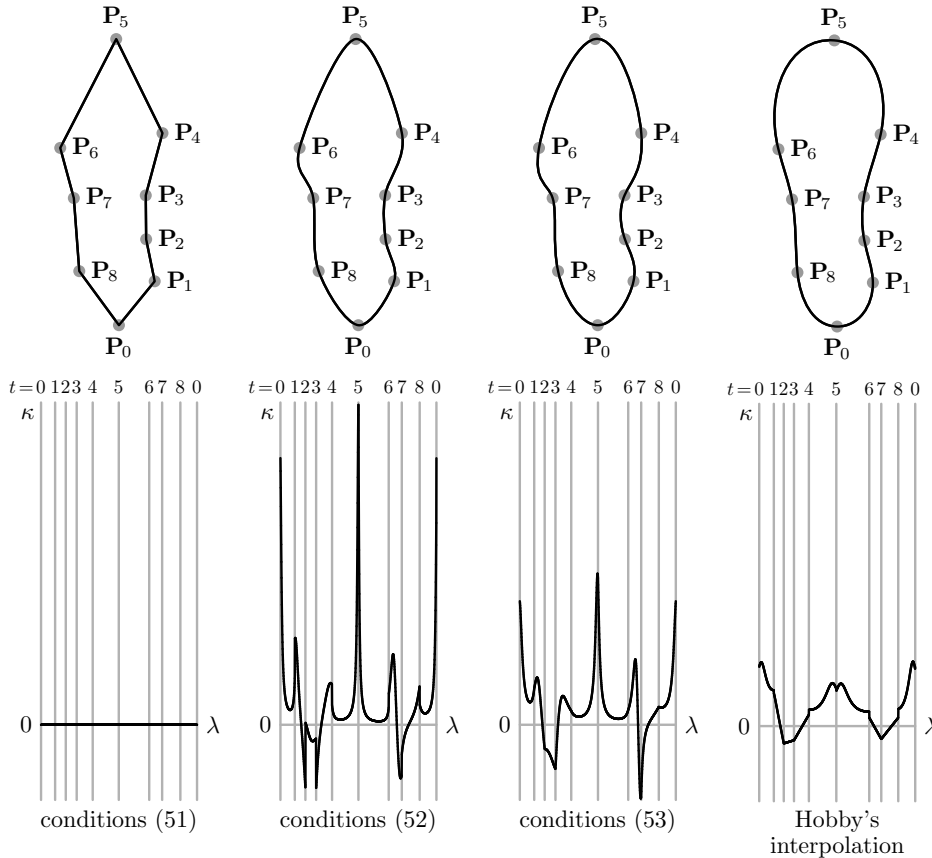 P5 P5 P5 P5
P4 P4 P4 P4
P6 P6 P6 P6
P3 P3 P3 P3
P7 P7 P7 P7
P2 P2 P2 P2
P8 P8 P8 P8
P1 P1 P1 P1
P0 P0 P0 P0
t=0 1 2 3 4 5 6 7 8 0 t=0 1 2 3 4 5 6 7 8 0 t=0 1 2 3 4 5 6 7 8 0 t=0 1 2 3 4 5 6 7 8 0
κ κ κ κ
0 λ 0 λ 0 λ 0 λ
conditions (51) conditions (52) conditions (53) Hobby's
interpolation